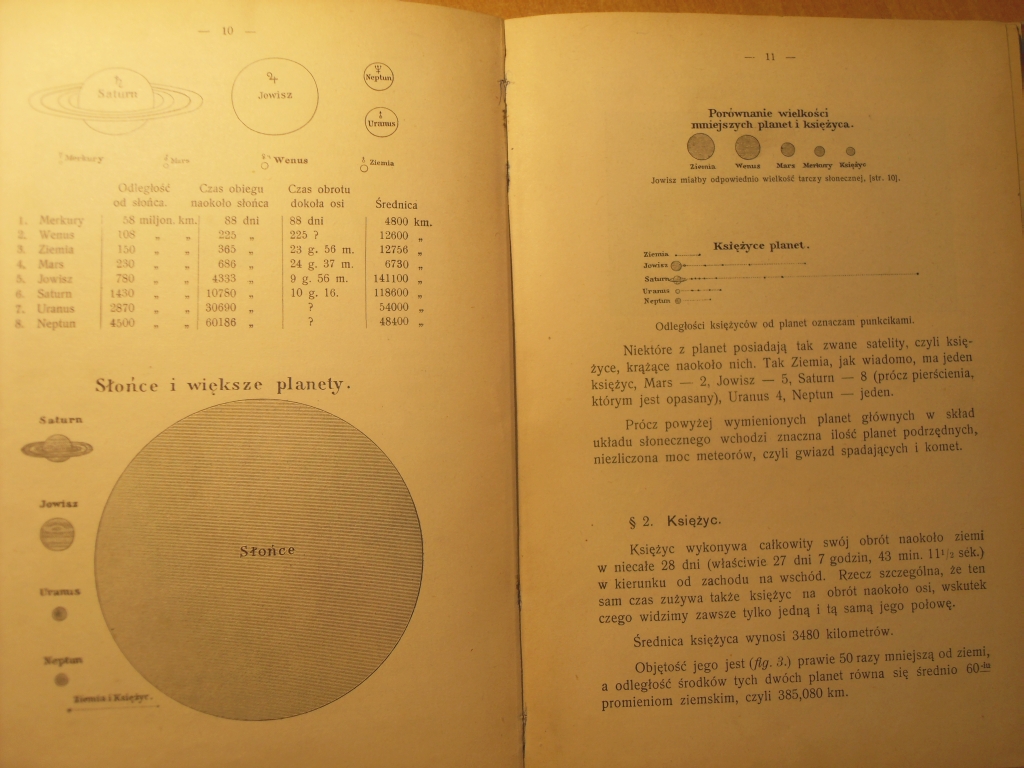 — 10 —
Saturn
Jowisz
Neptun
Uranus
Merkury
Mars
Wenus
Ziemia
Odległość Czas obiegu Czas obrotu
od słońca. naokoło słońca dokoła osi Średnica
1. Merkury 58 miljon. km. 88 dni 88 dni 4800 km.
2. Wenus 108 „ „ 225 „ 225 ? 12600 „
3. Ziemia 150 „ „ 365 „ 23 g. 56 m. 12756 „
4. Mars 230 „ „ 686 „ 24 g. 37 m. 6730 „
5. Jowisz 780 „ „ 4333 „ 9 g. 56 m. 141100 „
6. Saturn 1430 „ „ 10780 „ 10 g. 16. 118600 „
7. Uranus 2870 „ „ 30690 „ ? 54000 „
8. Neptun 4500 „ „ 60186 „ ? 48400 „
Słońce i większe planety.
Saturn
Jowisz
Uranus
Neptun
Ziemia i Księżyc.
Słońce
— 11 —
Porównanie wielkości
mniejszych planet i księżyca.
Ziemia Wenus Mars Merkury Księżyc
Jowisz miałby odpowiednio wielkość tarczy słonecznej, [str. 10].
Księżyce planet.
Ziemia
Jowisz
Saturn
Uranus
Neptun
Odległości księżyców od planet oznaczam punkcikami.
Niektóre z planet posiadają tak zwane satelity, czyli księ-
życe, krążące naokoło nich. Tak Ziemia, jak wiadomo, ma jeden
księżyc, Mars — 2, Jowisz — 5, Saturn — 8 (prócz pierścienia,
którym jest opasany), Uranus 4, Neptun — jeden.
Prócz powyżej wymienionych planet głównych w skład
układu słonecznego wchodzi znaczna ilość planet podrzędnych,
niezliczona moc meteorów, czyli gwiazd spadających i komet.
§ 2. Księżyc.
Księżyc wykonywa całkowity swój obrót naokoło ziemi
w niecałe 28 dni (właściwie 27 dni 7 godzin, 43 min. 11¹/₂ sek.)
w kierunku od zachodu na wschód. Rzecz szczególna, że ten
sam czas zużywa także księżyc na obrót naokoło osi, wskutek
czego widzimy zawsze tylko jedną i tą samą jego połowę.
Średnica księżyca wynosi 3480 kilometrów.
Objętość jego jest (fig. 3.) prawie 50 razy mniejszą od ziemi,
a odległość środków tych dwóch planet równa się średnio 60-ia
promieniom ziemskim, czyli 385,080 km.